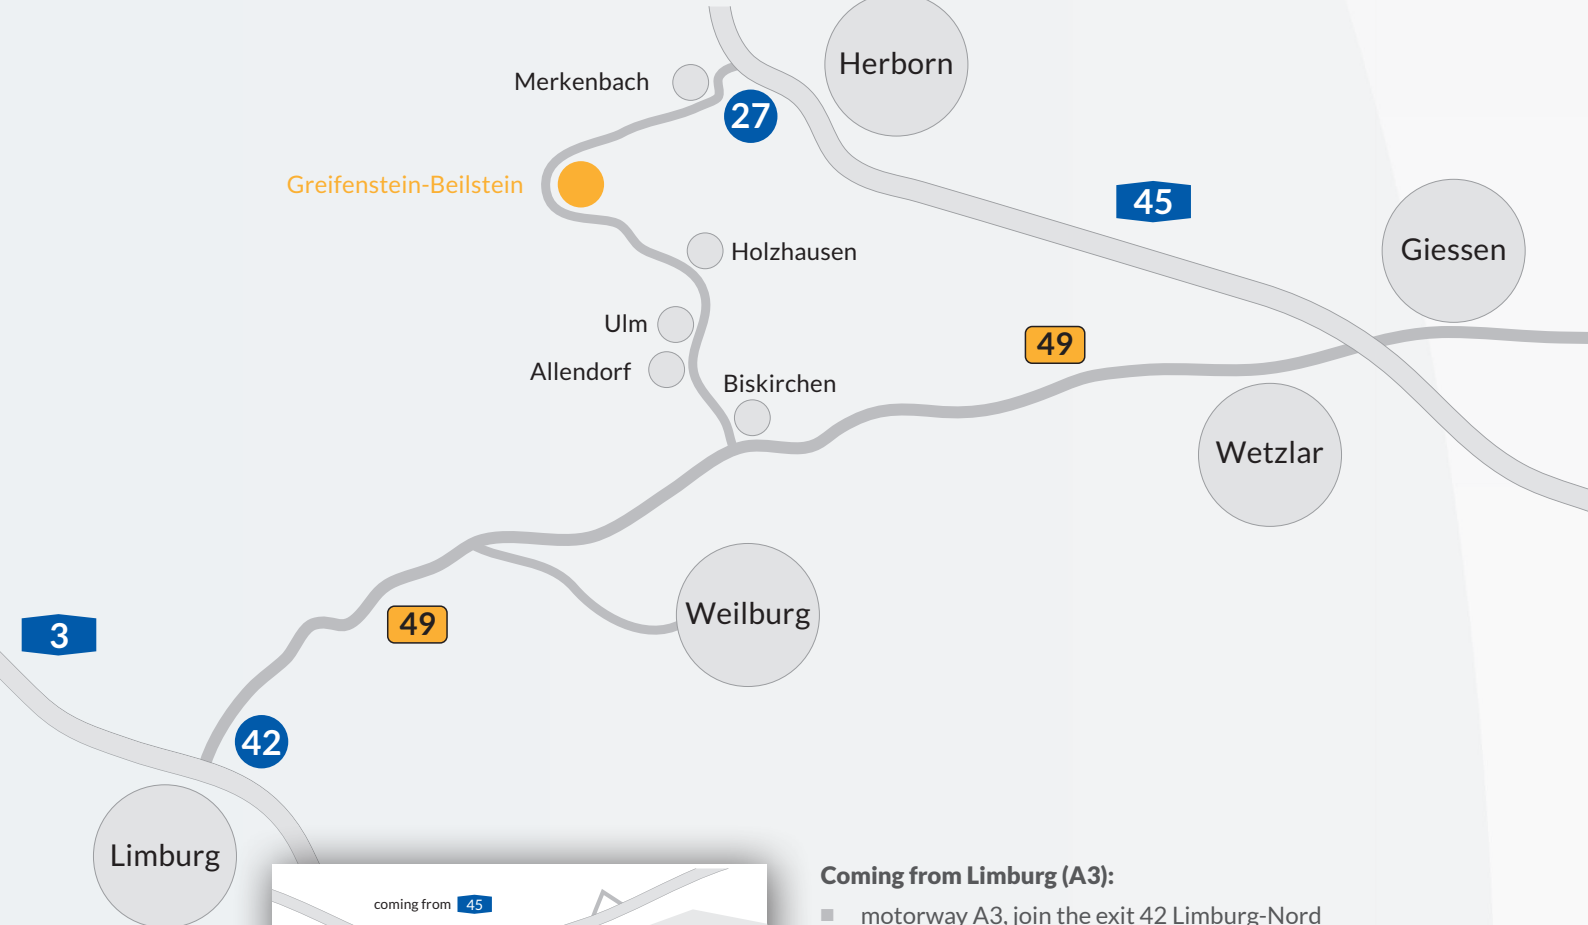 Herborn
Merkenbach
27
Greifenstein-Beilstein
45
Giessen
Holzhausen
Ulm
49
Allendorf
Biskirchen
Wetzlar
Weilburg
49
3
42
Limburg
Coming from Limburg (A3):
coming from 45
motorway A3, join the exit 42 Limburg-Nord